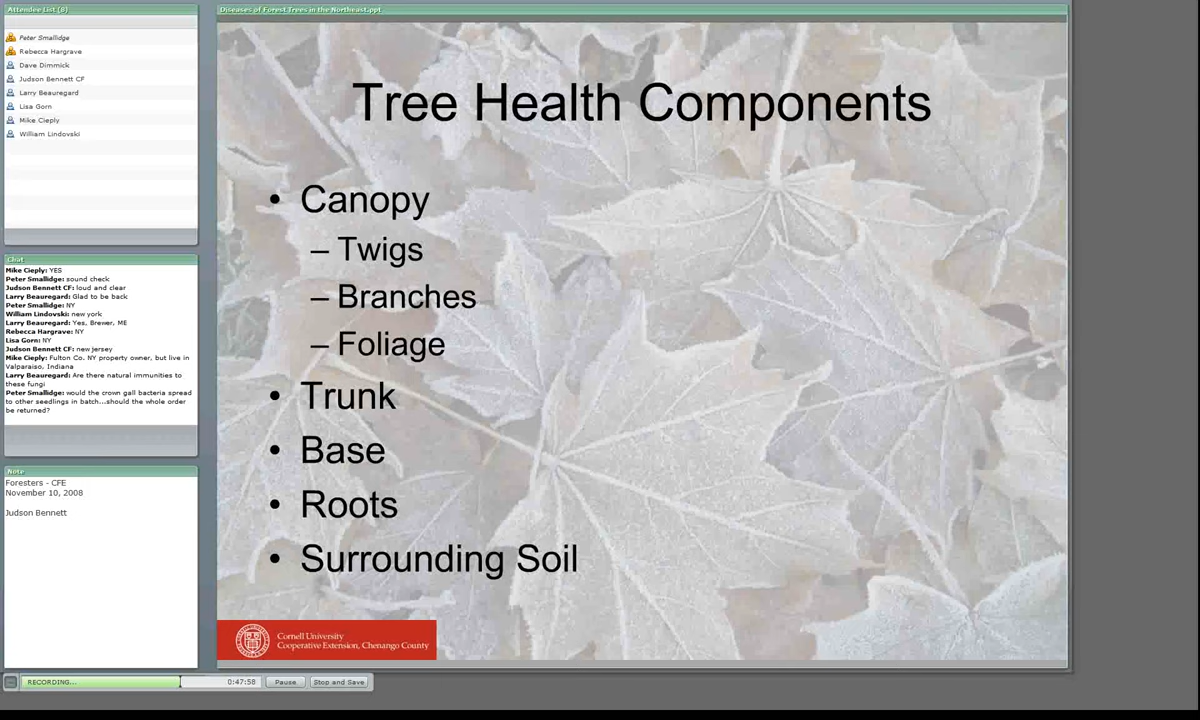 Attendee List (8)
Peter Smallidge
Rebecca Hargrave
Dave Dimmick
Judson Bennett CF
Larry Beauregard
Lisa Gorn
Mike Cieply
William Lindovski
Chat
Mike Cieply: YES
Peter Smallidge: sound check
Judson Bennett CF: loud and clear
Larry Beauregard: Glad to be back
Peter Smallidge: NY
William Lindovski: new york
Larry Beauregard: Yes, Brewer, ME
Rebecca Hargrave: NY
Lisa Gorn: NY
Judson Bennett CF: new jersey
Mike Cieply: Fulton Co. NY property owner, but live in
Valparaiso, Indiana
Larry Beauregard: Are there natural immunities to
these fungi
Peter Smallidge: would the crown gall bacteria spread
to other seedlings in batch...should the whole order
be returned?
Note
Foresters - CFE
November 10, 2008
Judson Bennett
Diseases of Forest Trees in the Northeast.ppt
Tree Health Components
• Canopy
– Twigs
– Branches
– Foliage
• Trunk
• Base
• Roots
• Surrounding Soil
Cornell University
Cooperative Extension, Chenango County
RECORDING... 0:47:58 Pause Stop and Save